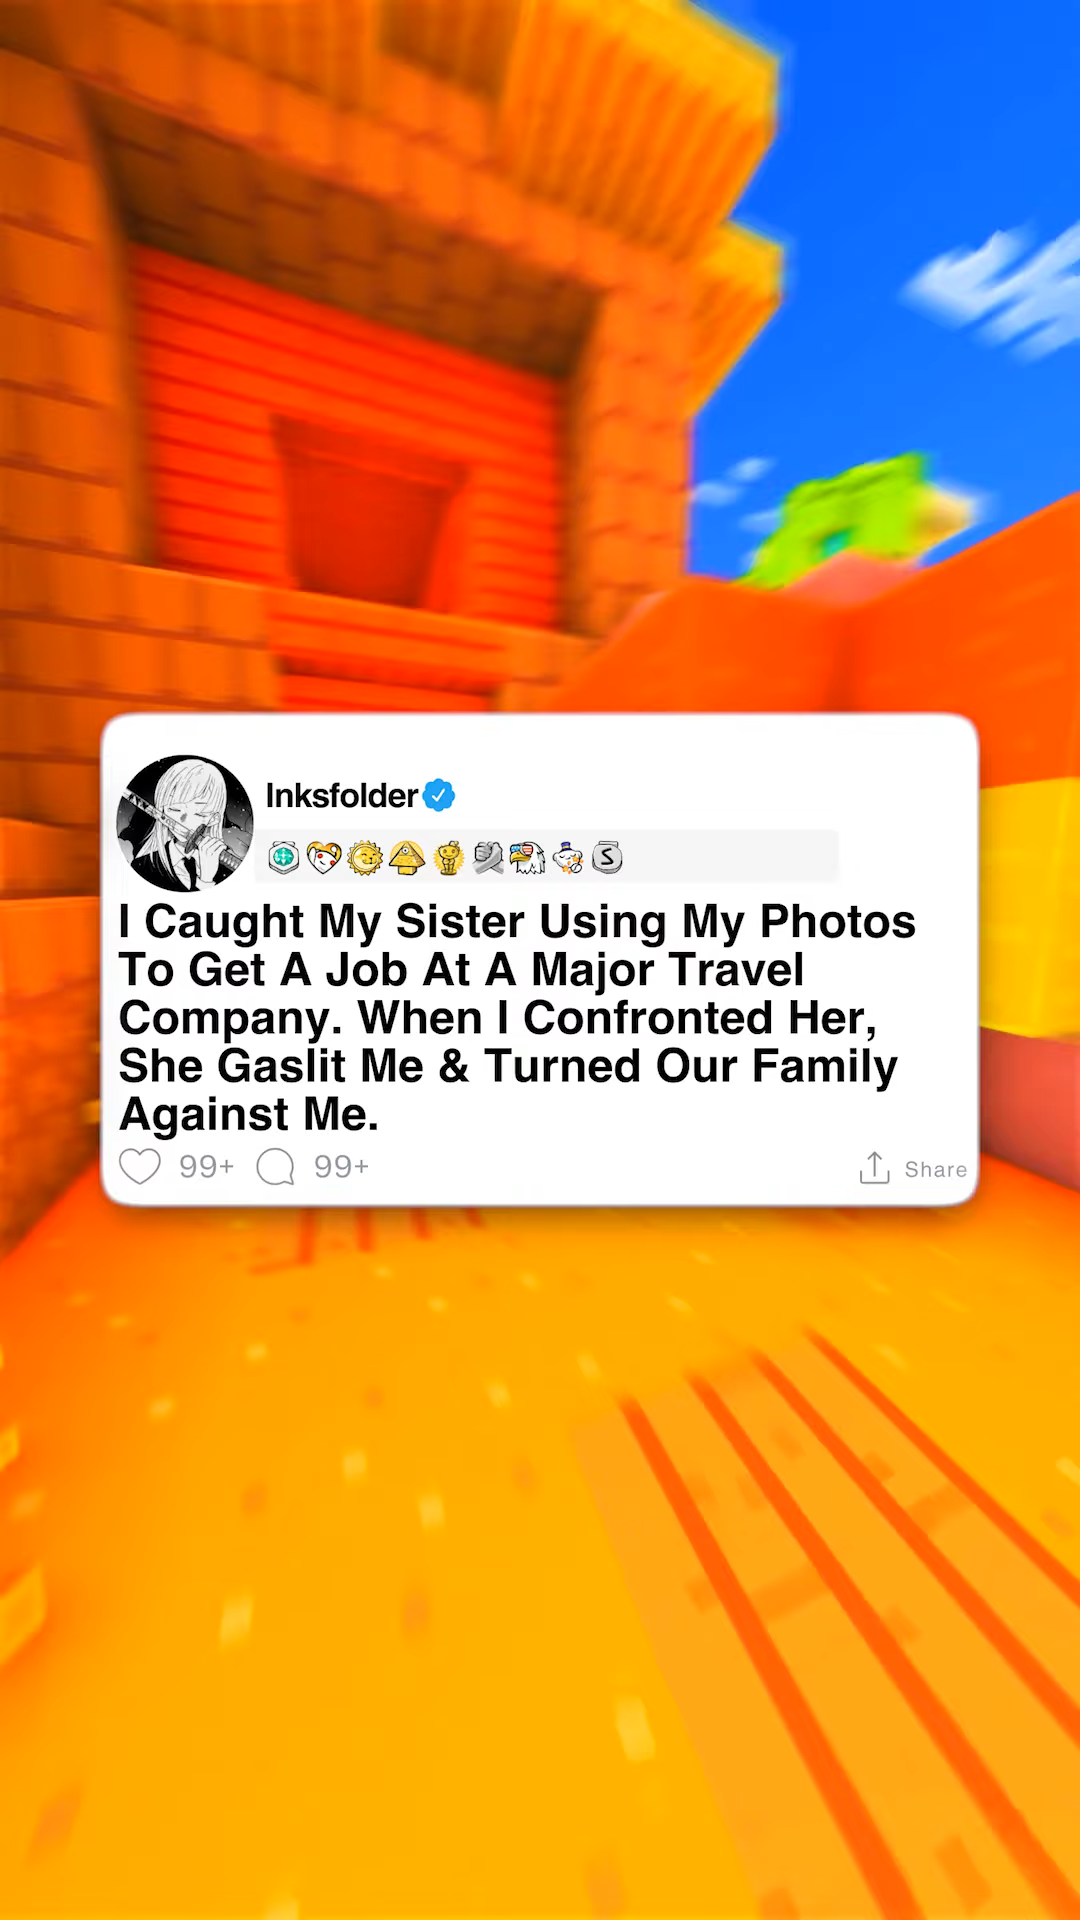 Inksfolder
I Caught My Sister Using My Photos
To Get A Job At A Major Travel
Company. When I Confronted Her,
She Gaslit Me & Turned Our Family
Against Me.
99+ 99+ Share